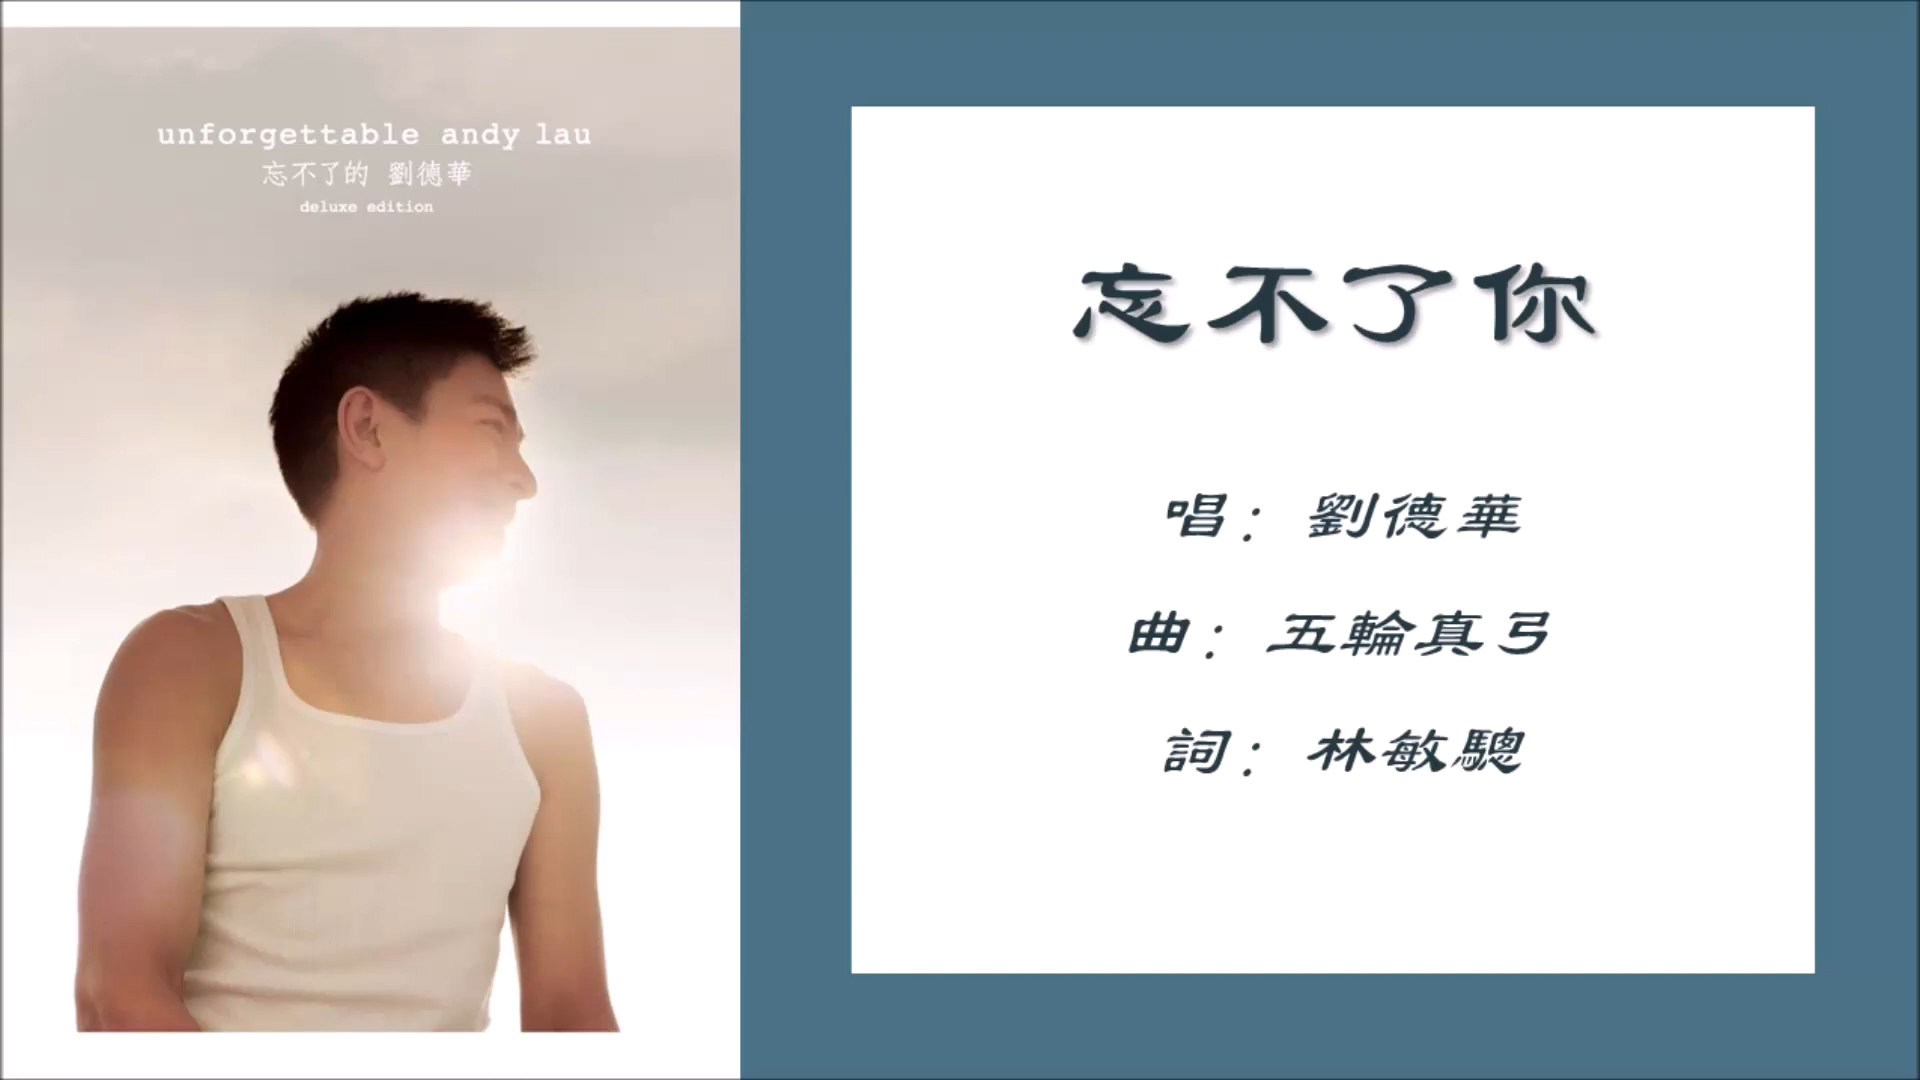 unforgettable andy lau
忘不了的 劉德華
deluxe edition
忘不了你
唱：劉德華
曲：五輪真弓
詞：林敏驄